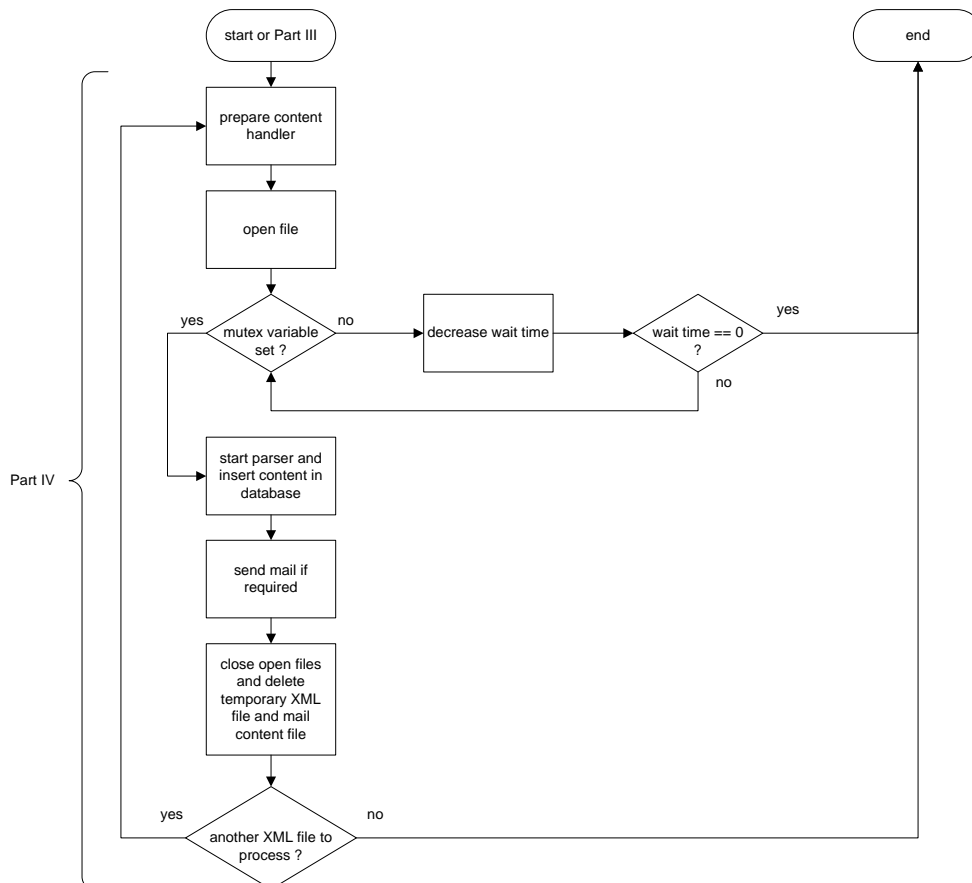 start or Part III
end
prepare content
handler
open file
yes
mutex variable
set ?
no
decrease wait time
wait time == 0
?
yes
no
start parser and
insert content in
database
Part IV
send mail if
required
close open files
and delete
temporary XML
file and mail
content file
yes
another XML file to
process ?
no